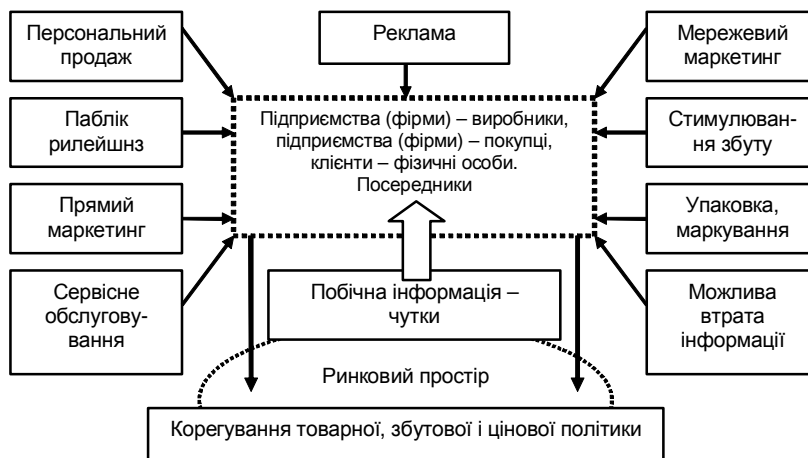 Персональний
продаж
Реклама
Мережевий
маркетинг
Паблік
рилейшнз
Підприємства (фірми) – виробники,
підприємства (фірми) – покупці,
клієнти – фізичні особи.
Посередники
Стимулюван-
ня збуту
Прямий
маркетинг
Упаковка,
маркування
Сервісне
обслугову-
вання
Побічна інформація –
чутки
Можлива
втрата
інформації
Ринковий простір
Корегування товарної, збутової і цінової політики